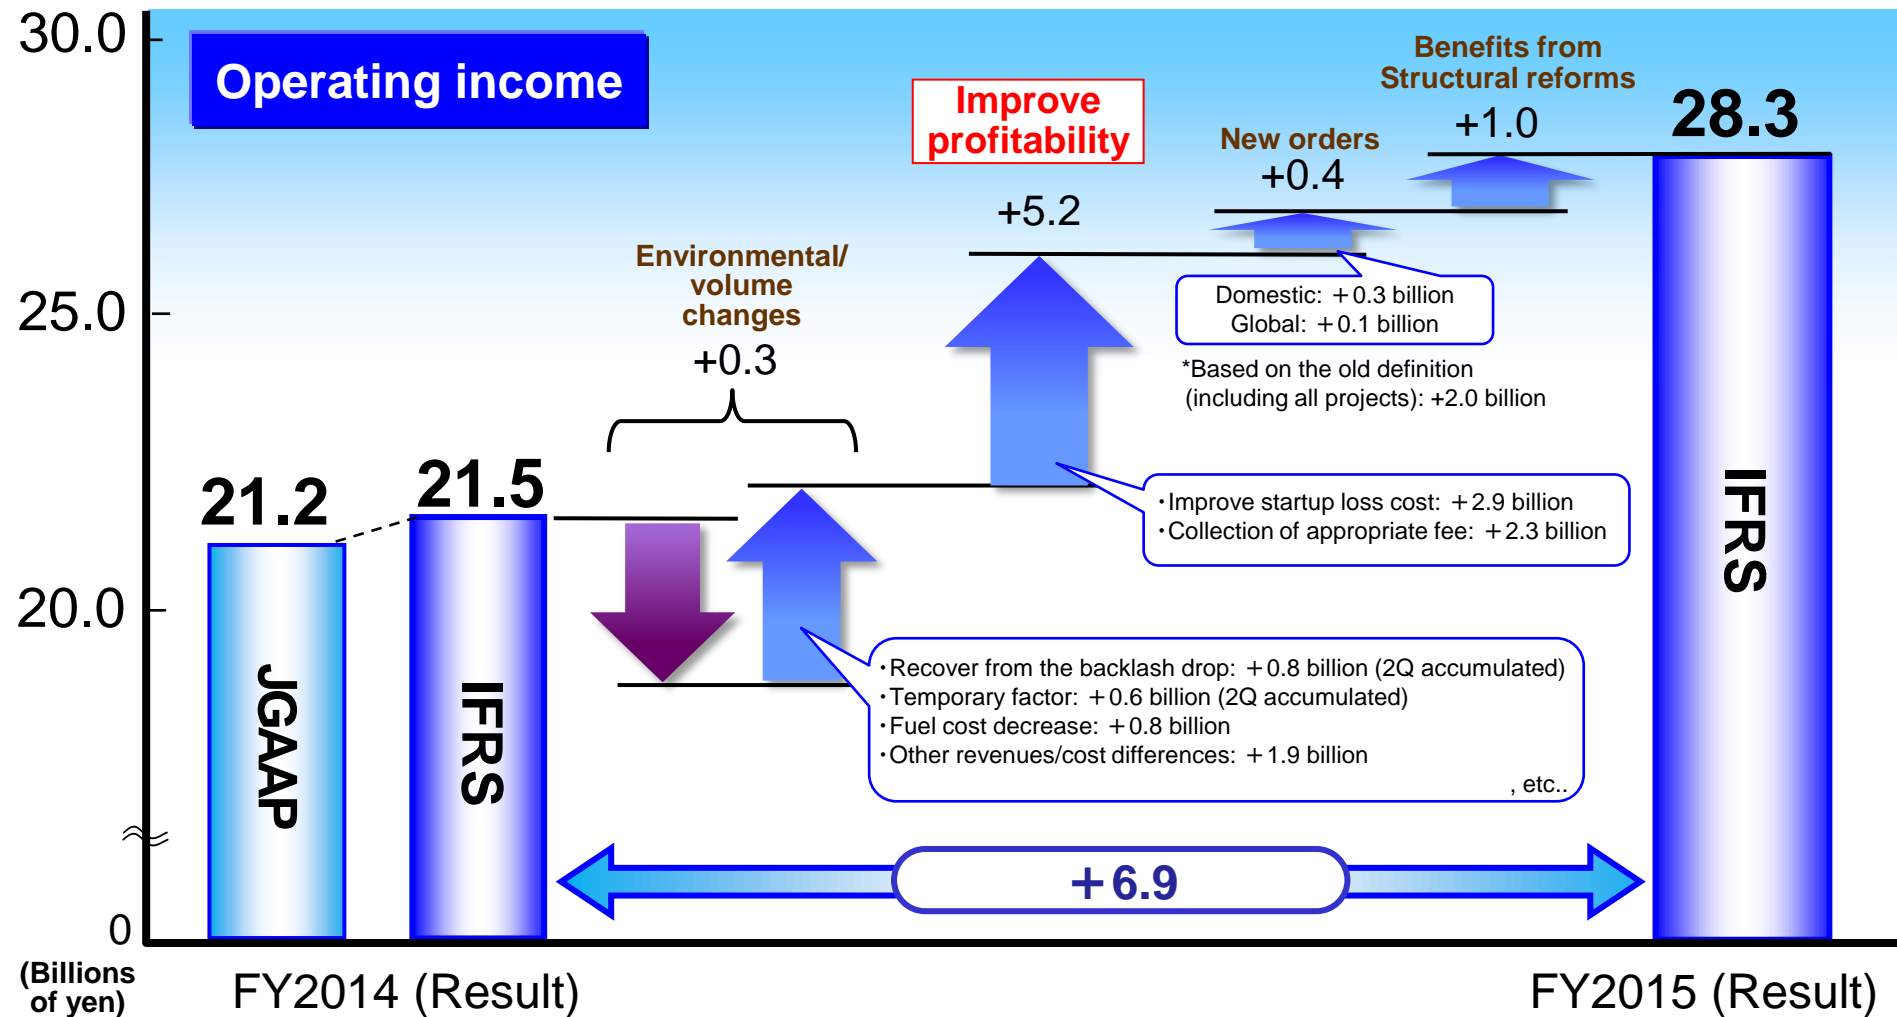 30.0
25.0
20.0
0
(Billions
of yen)
Operating income
21.2
21.5
JGAAP
IFRS
FY2014 (Result)
Environmental/
volume
changes
+0.3
・Recover from the backlash drop: ＋0.8 billion (2Q accumulated)
・Temporary factor: ＋0.6 billion (2Q accumulated)
・Fuel cost decrease: ＋0.8 billion
・Other revenues/cost differences: ＋1.9 billion
, etc..
Improve
profitability
+5.2
・Improve startup loss cost: ＋2.9 billion
・Collection of appropriate fee: ＋2.3 billion
New orders
+0.4
Domestic: ＋0.3 billion
Global: ＋0.1 billion
*Based on the old definition
(including all projects): +2.0 billion
Benefits from
Structural reforms
+1.0
28.3
IFRS
＋6.9
FY2015 (Result)